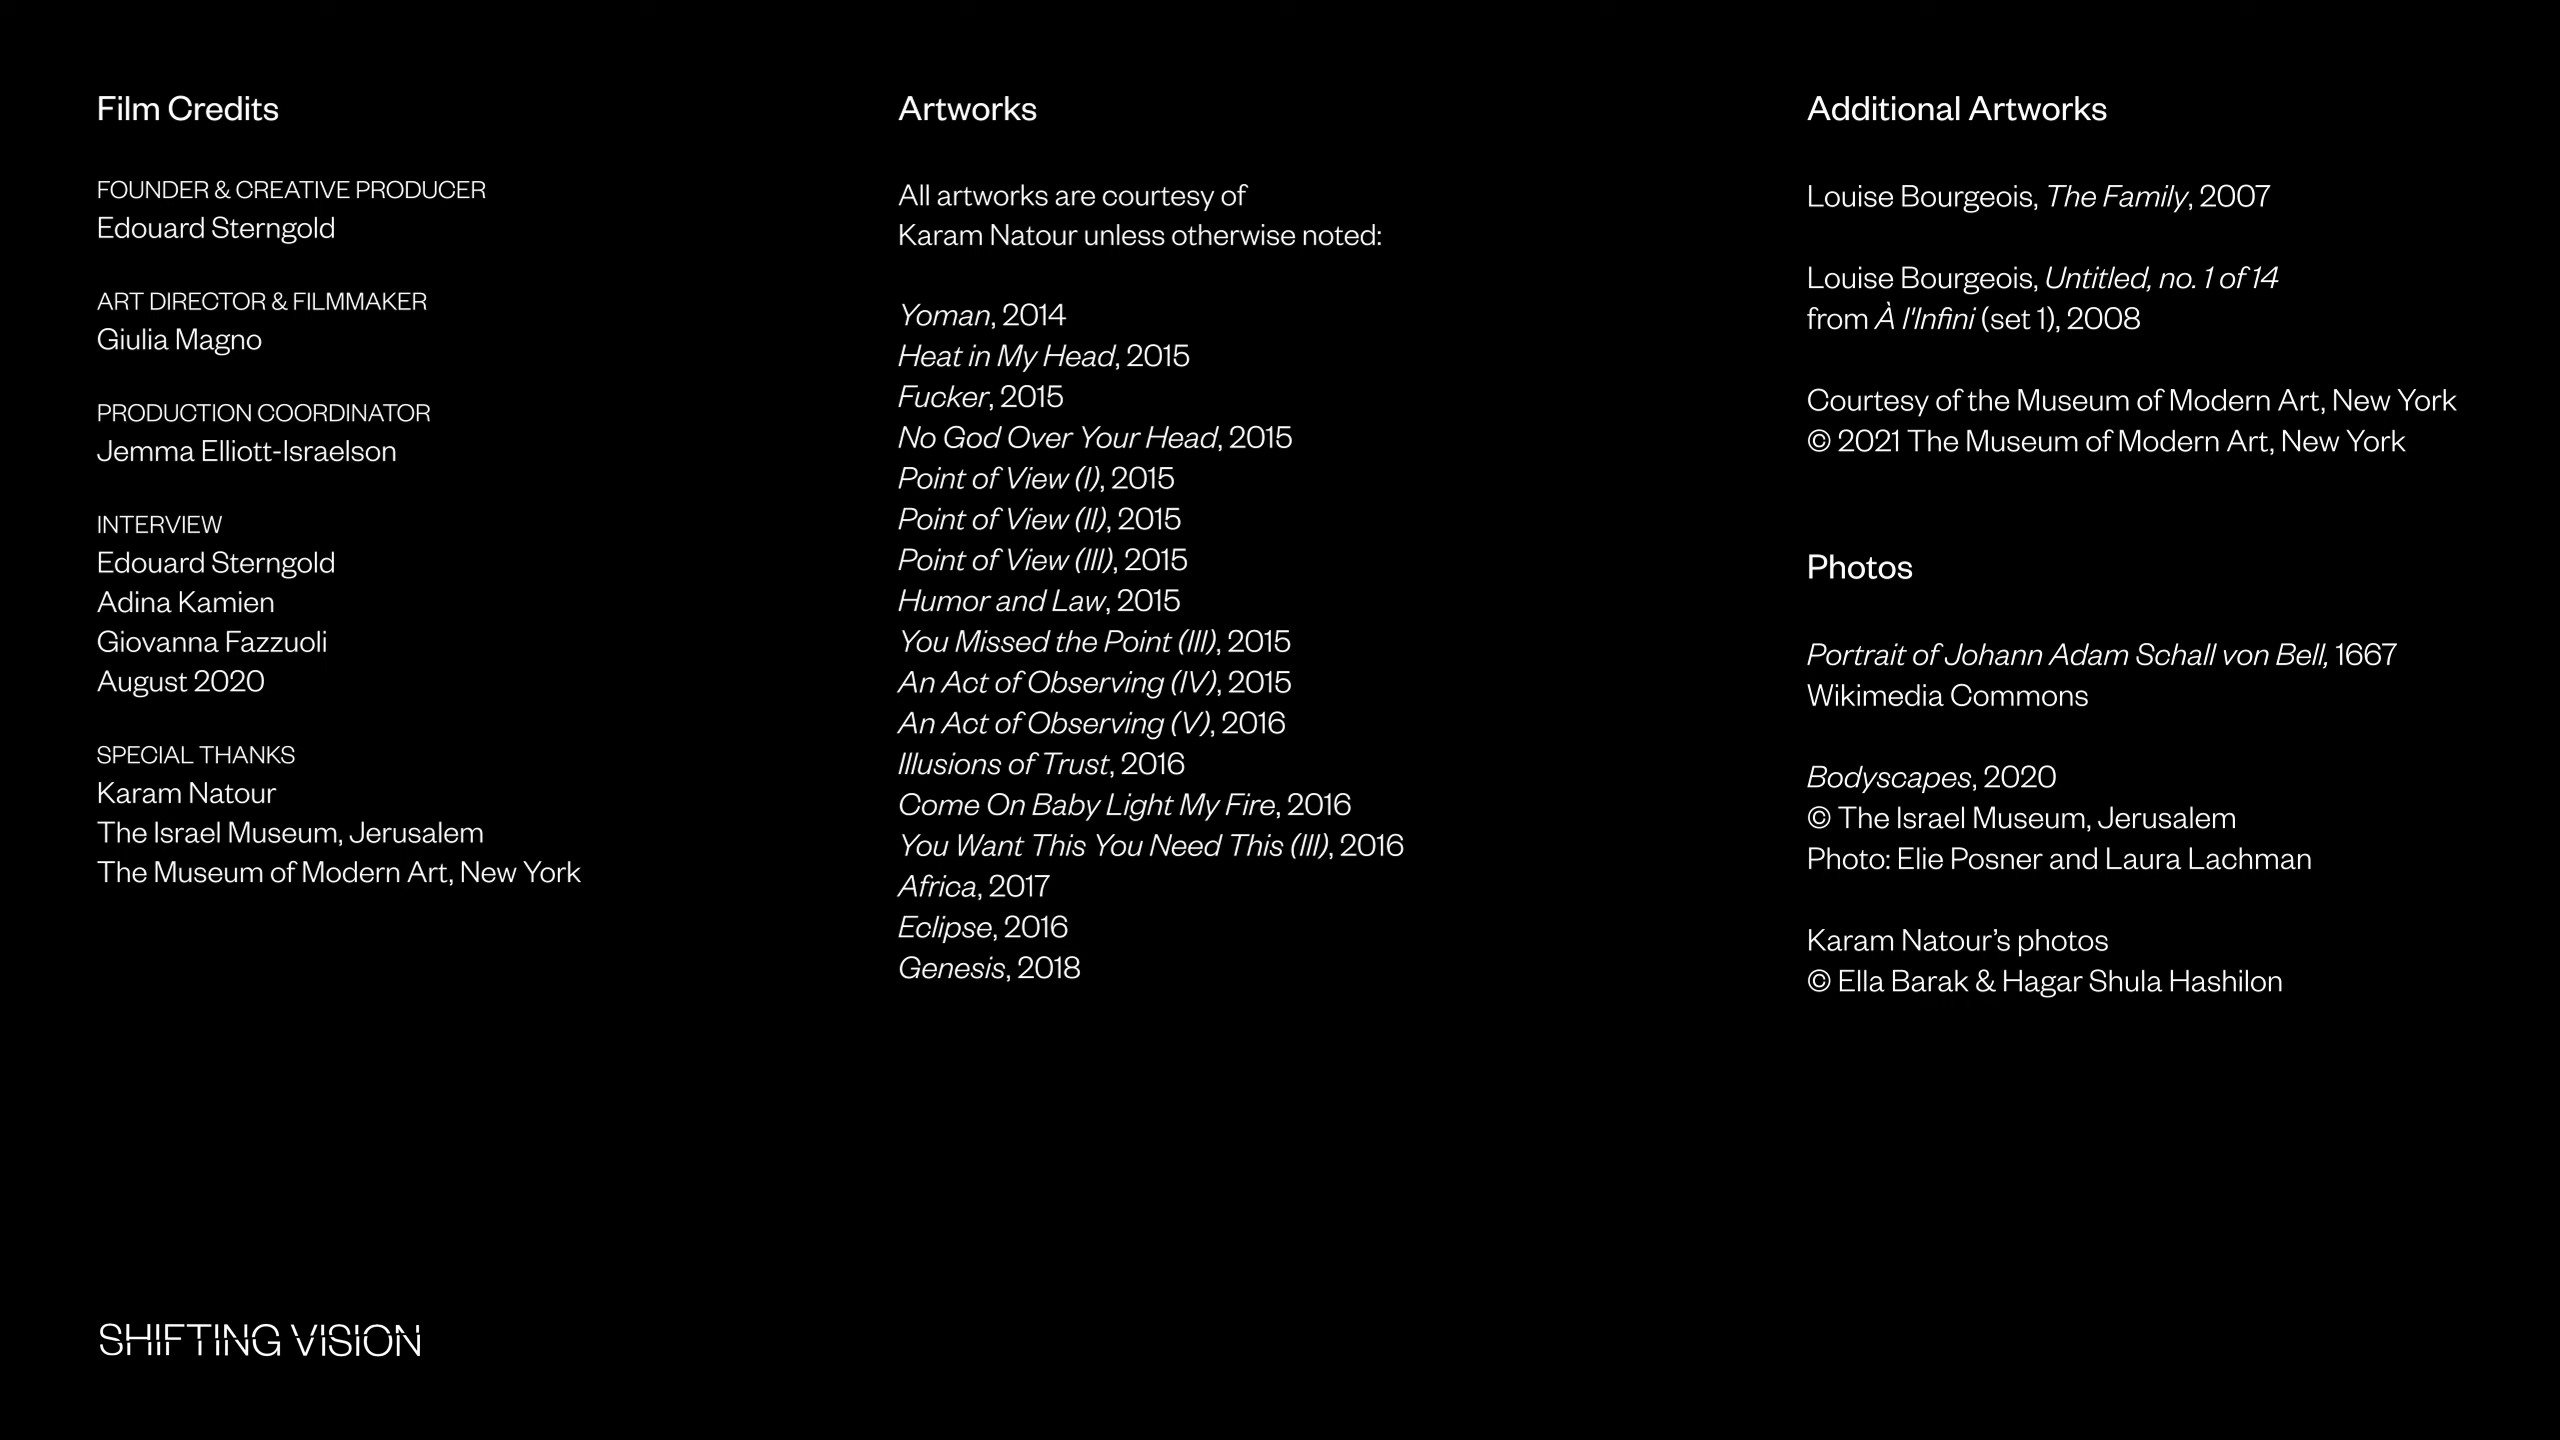 Film Credits
FOUNDER & CREATIVE PRODUCER
Edouard Sterngold
ART DIRECTOR & FILMMAKER
Giulia Magno
PRODUCTION COORDINATOR
Jemma Elliott-Israelson
INTERVIEW
Edouard Sterngold
Adina Kamien
Giovanna Fazzuoli
August 2020
SPECIAL THANKS
Karam Natour
The Israel Museum, Jerusalem
The Museum of Modern Art, New York
Artworks
All artworks are courtesy of
Karam Natour unless otherwise noted:
Yoman, 2014
Heat in My Head, 2015
Fucker, 2015
No God Over Your Head, 2015
Point of View (I), 2015
Point of View (II), 2015
Point of View (III), 2015
Humor and Law, 2015
You Missed the Point (III), 2015
An Act of Observing (IV), 2015
An Act of Observing (V), 2016
Illusions of Trust, 2016
Come On Baby Light My Fire, 2016
You Want This You Need This (III), 2016
Africa, 2017
Eclipse, 2016
Genesis, 2018
Additional Artworks
Louise Bourgeois, The Family, 2007
Louise Bourgeois, Untitled, no. 1 of 14
from À l'Infini (set 1), 2008
Courtesy of the Museum of Modern Art, New York
© 2021 The Museum of Modern Art, New York
Photos
Portrait of Johann Adam Schall von Bell, 1667
Wikimedia Commons
Bodyscapes, 2020
© The Israel Museum, Jerusalem
Photo: Elie Posner and Laura Lachman
Karam Natour’s photos
© Ella Barak & Hagar Shula Hashilon
SHIFTING VISION